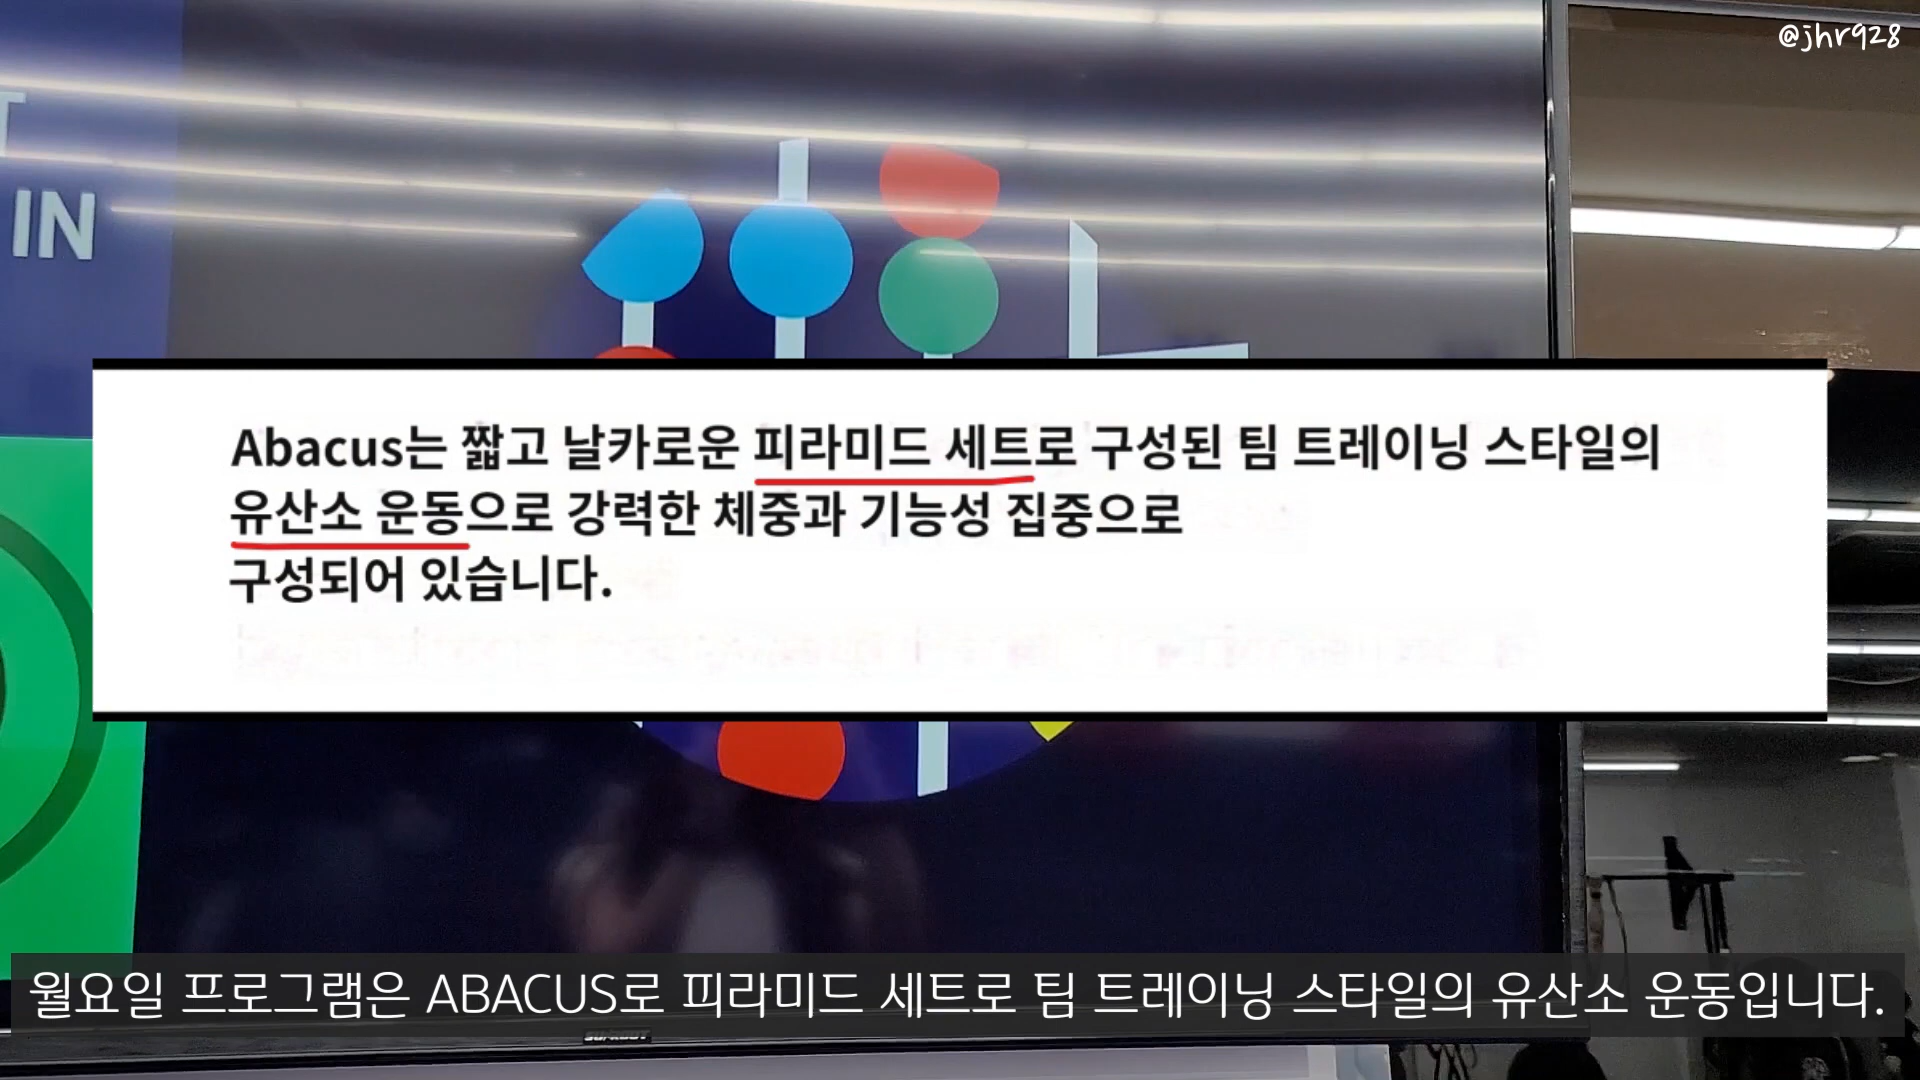 @jhr928
IN
Abacus는 짧고 날카로운 피라미드 세트로 구성된 팀 트레이닝 스타일의
유산소 운동으로 강력한 체중과 기능성 집중으로
구성되어 있습니다.
월요일 프로그램은 ABACUS로 피라미드 세트로 팀 트레이닝 스타일의 유산소 운동입니다.